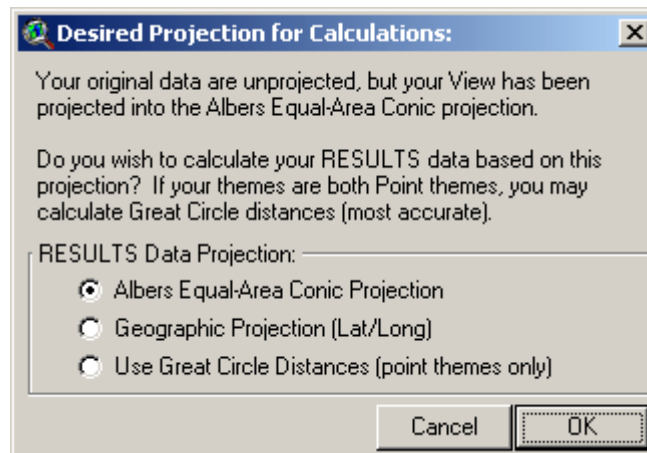 Desired Projection for Calculations:
Your original data are unprojected, but your View has been
projected into the Albers Equal-Area Conic projection.
Do you wish to calculate your RESULTS data based on this
projection? If your themes are both Point themes, you may
calculate Great Circle distances (most accurate).
RESULTS Data Projection:
Albers Equal-Area Conic Projection
Geographic Projection (Lat/Long)
Use Great Circle Distances (point themes only)
Cancel OK